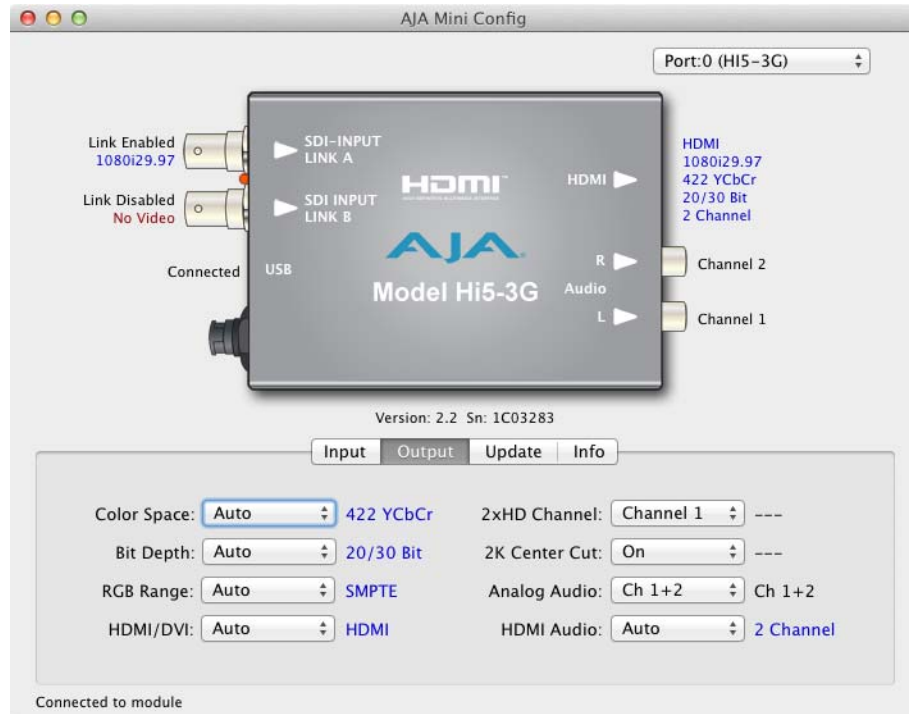 AJA Mini Config
Port:0 (HI5-3G)
Link Enabled
1080i29.97
Link Disabled
No Video
Connected
SDI-INPUT
LINK A
SDI INPUT
LINK B
USB
HDMI
AJA
Model Hi5-3G
HDMI
R
Audio
L
HDMI
1080i29.97
422 YCbCr
20/30 Bit
2 Channel
Channel 2
Channel 1
Version: 2.2 Sn: 1C03283
Input Output Update Info
Color Space: Auto 422 YCbCr 2xHD Channel: Channel 1 ---
Bit Depth: Auto 20/30 Bit 2K Center Cut: On ---
RGB Range: Auto SMPTE Analog Audio: Ch 1+2 Ch 1+2
HDMI/DVI: Auto HDMI HDMI Audio: Auto 2 Channel
Connected to module